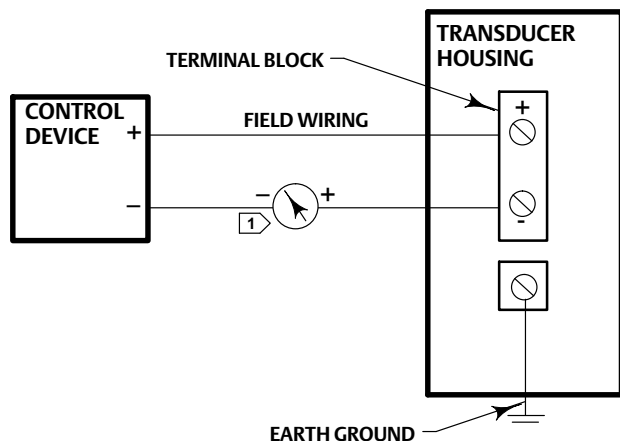 TRANSDUCER
HOUSING
TERMINAL BLOCK
+
CONTROL
DEVICE
+
FIELD WIRING
−
1
−
+
-
EARTH GROUND